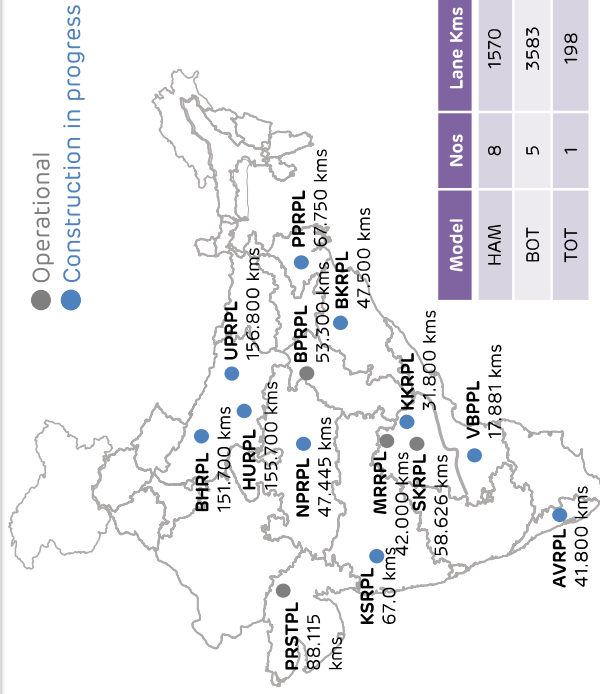 Operational
Construction in progress
BHRPL
151.700 kms
UPRPL
156.800 kms
HURPL
155.700 kms
PPRPL
67.750 kms
BPRPL
53.300 kms
BKRPL
47.500 kms
NPRPL
47.445 kms
PRSTPL
88.115
kms
KSRPL
67.0 kms
MRRPL
42.000 kms
SKRPL
58.626 kms
KKRPL
31.800 kms
VBPPL
17.881 kms
AVRPL
41.800 kms
Model Nos Lane Kms
HAM 8 1570
BOT 5 3583
TOT 1 198